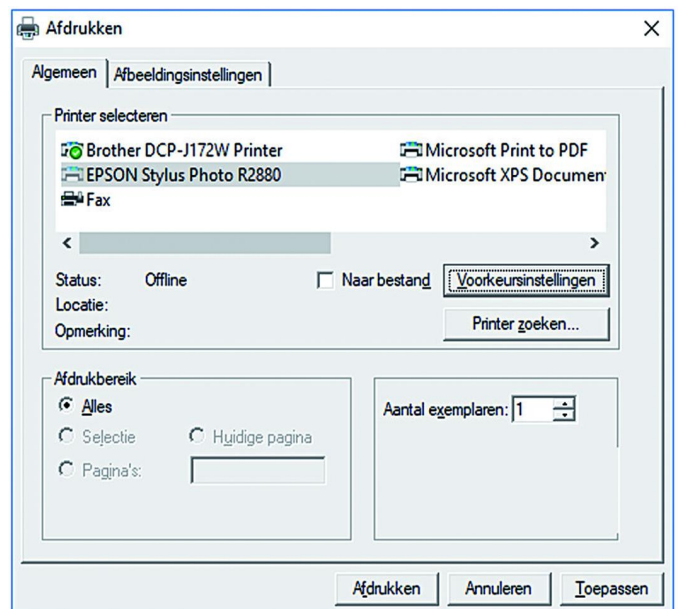 Afdrukken
Algemeen Afbeeldingsinstellingen
Printer selecteren
Brother DCP-J172W Printer Microsoft Print to PDF
EPSON Stylus Photo R2880 Microsoft XPS Documen
Fax
Status: Offline Naar bestand Voorkeursinstellingen
Locatie:
Opmerking: Printer zoeken...
Afdrukbereik
Alles Aantal exemplaren: 1
Selectie Huidige pagina
Pagina's:
Afdrukken Annuleren Toepassen